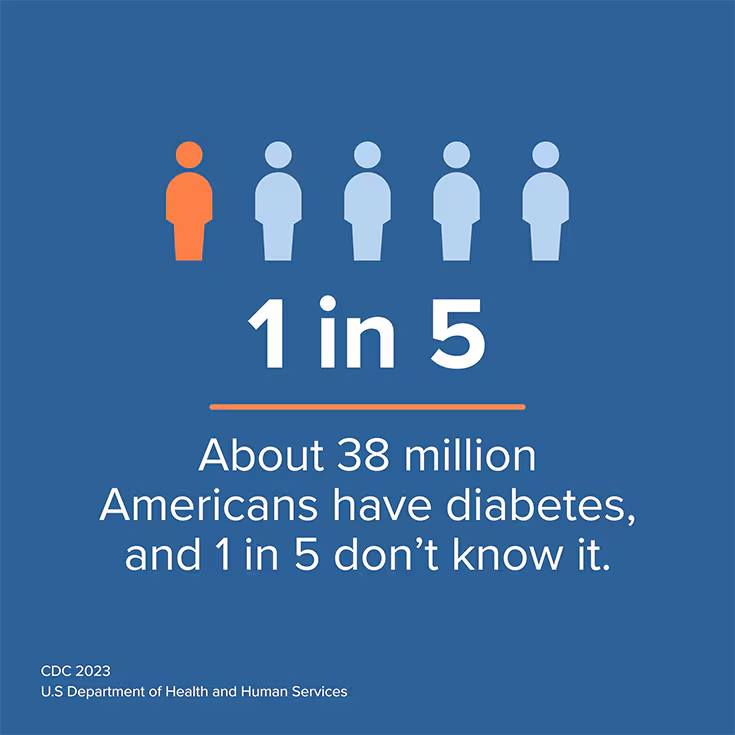 1 in 5
About 38 million
Americans have diabetes,
and 1 in 5 don’t know it.
CDC 2023
U.S Department of Health and Human Services